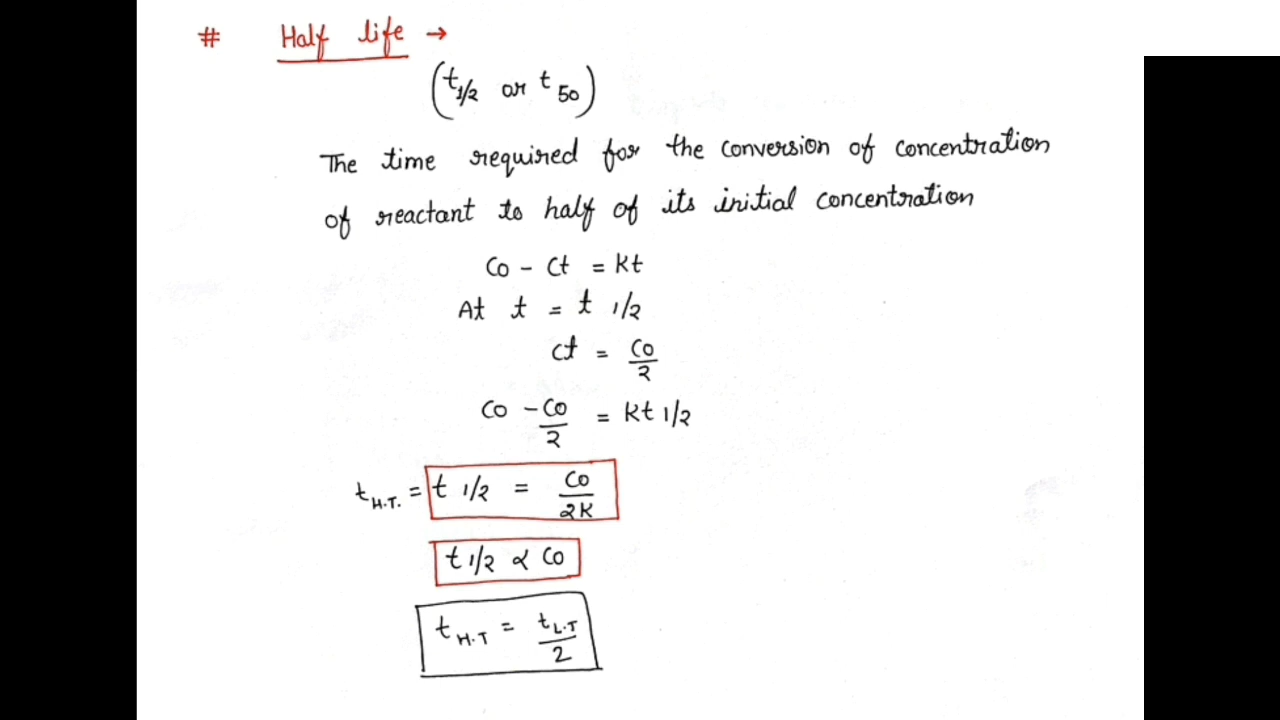 # Half life →
(t1/2 or t50)
The time required for the conversion of concentration
of reactant to half of its initial concentration
Co - Ct = Kt
At t = t 1/2
Ct = Co/2
Co - Co/2 = Kt 1/2
tH.T. = t 1/2 = Co/2K
t 1/2 α Co
tH.T = tL.T/2